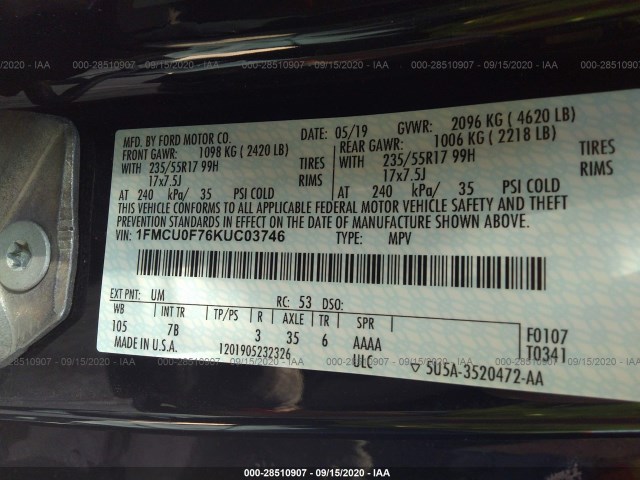 000-28510907 - 09/15/2020 - IAA
MFD. BY FORD MOTOR CO.
DATE: 05/19
GVWR: 2096 KG ( 4620 LB)
FRONT GAWR: 1098 KG ( 2420 LB)
REAR GAWR: 1006 KG ( 2218 LB)
WITH 235/55R17 99H TIRES
WITH 235/55R17 99H TIRES
17x7.5J RIMS
17x7.5J RIMS
AT 240 kPa/ 35 PSI COLD
AT 240 kPa/ 35 PSI COLD
THIS VEHICLE CONFORMS TO ALL APPLICABLE FEDERAL MOTOR VEHICLE SAFETY AND THEFT
PREVENTION STANDARDS IN EFFECT ON THE DATE OF MANUFACTURE SHOWN ABOVE.
VIN: 1FMCU0F76KUC03746
TYPE: MPV
EXT PNT: UM
RC: 53 DSO:
WB INT TR TP/PS R AXLE TR SPR
105 7B 3 35 6 AAAA
F0107
MADE IN U.S.A.
1201905232326
ULC
T0341
5U5A-3520472-AA
000-28510907 - 09/15/2020 - IAA